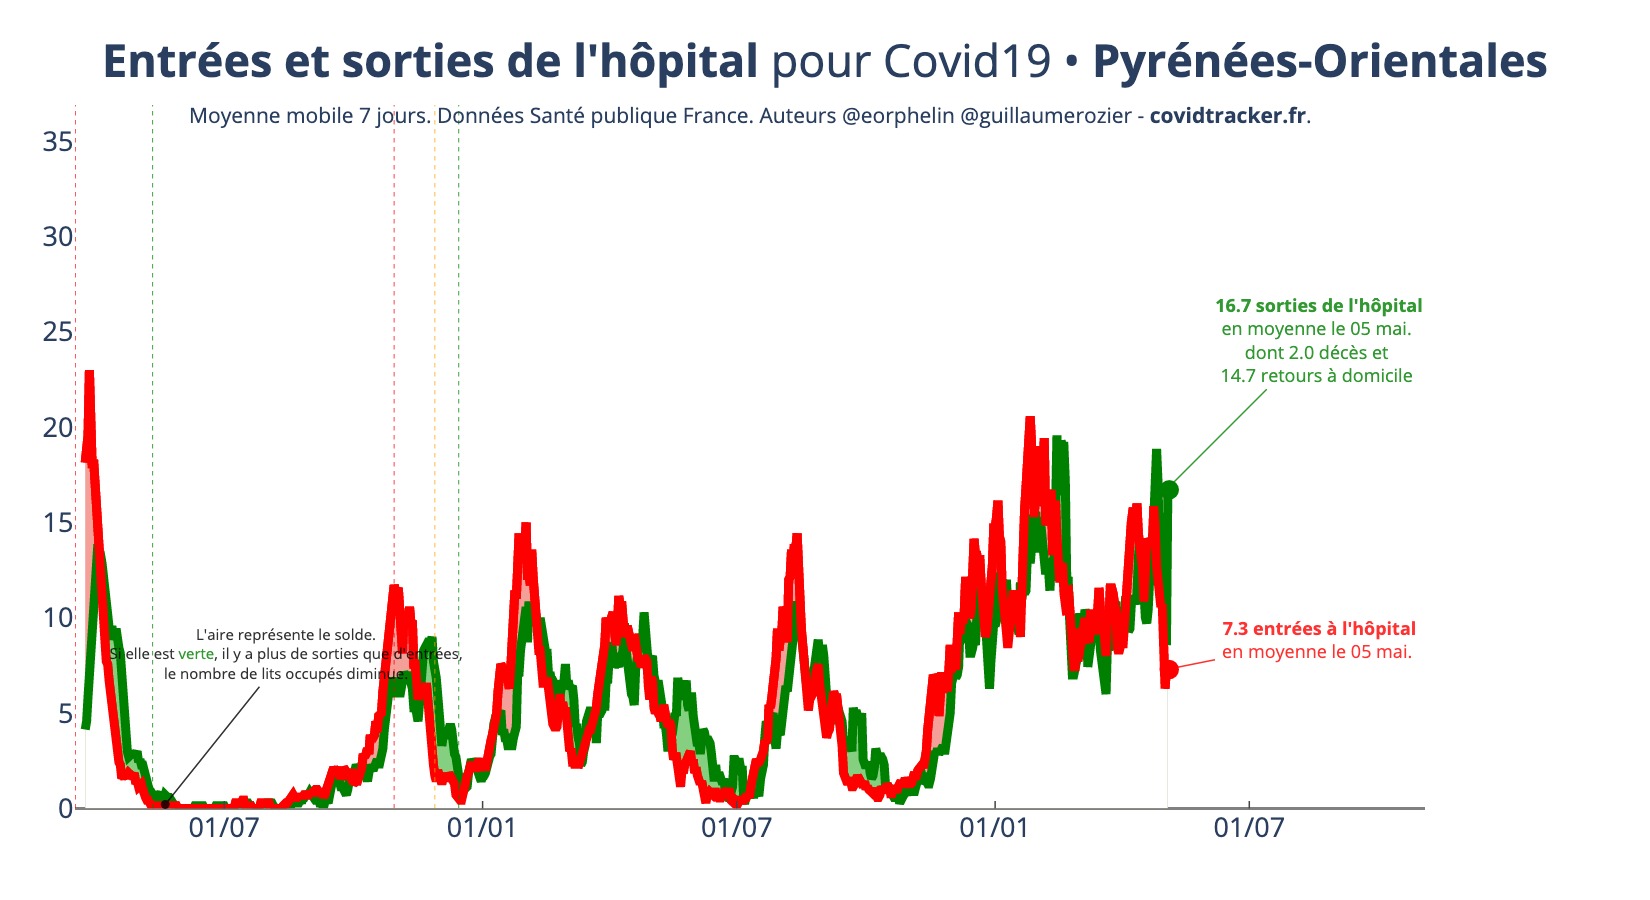 Entrées et sorties de l'hôpital pour Covid19 • Pyrénées-Orientales
Moyenne mobile 7 jours. Données Santé publique France. Auteurs @eorphelin @guillaumerozier - covidtracker.fr.
35
30
25
20
15
10
5
0
16.7 sorties de l'hôpital
en moyenne le 05 mai.
dont 2.0 décès et
14.7 retours à domicile
L'aire représente le solde.
Si elle est verte, il y a plus de sorties que d'entrées,
le nombre de lits occupés diminue.
7.3 entrées à l'hôpital
en moyenne le 05 mai.
01/07 01/01 01/07 01/01 01/07